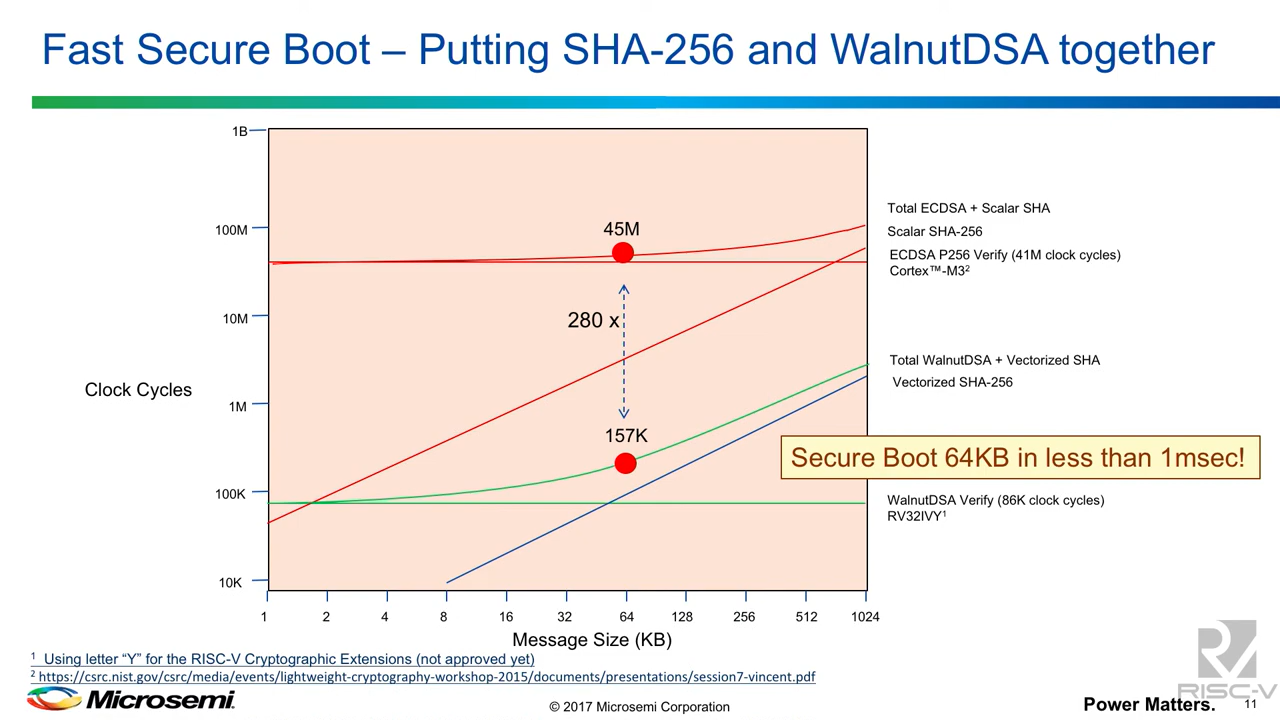 Fast Secure Boot – Putting SHA-256 and WalnutDSA together
1B
100M
10M
1M
100K
10K
Clock Cycles
45M
280 x
157K
Total ECDSA + Scalar SHA
Scalar SHA-256
ECDSA P256 Verify (41M clock cycles)
Cortex™-M3²
Total WalnutDSA + Vectorized SHA
Vectorized SHA-256
Secure Boot 64KB in less than 1msec!
WalnutDSA Verify (86K clock cycles)
RV32IVY¹
1 2 4 8 16 32 64 128 256 512 1024
Message Size (KB)
¹ Using letter “Y” for the RISC-V Cryptographic Extensions (not approved yet)
² https://csrc.nist.gov/csrc/media/events/lightweight-cryptography-workshop-2015/documents/presentations/session7-vincent.pdf
Microsemi.
© 2017 Microsemi Corporation
Power Matters.
RISC-V
11